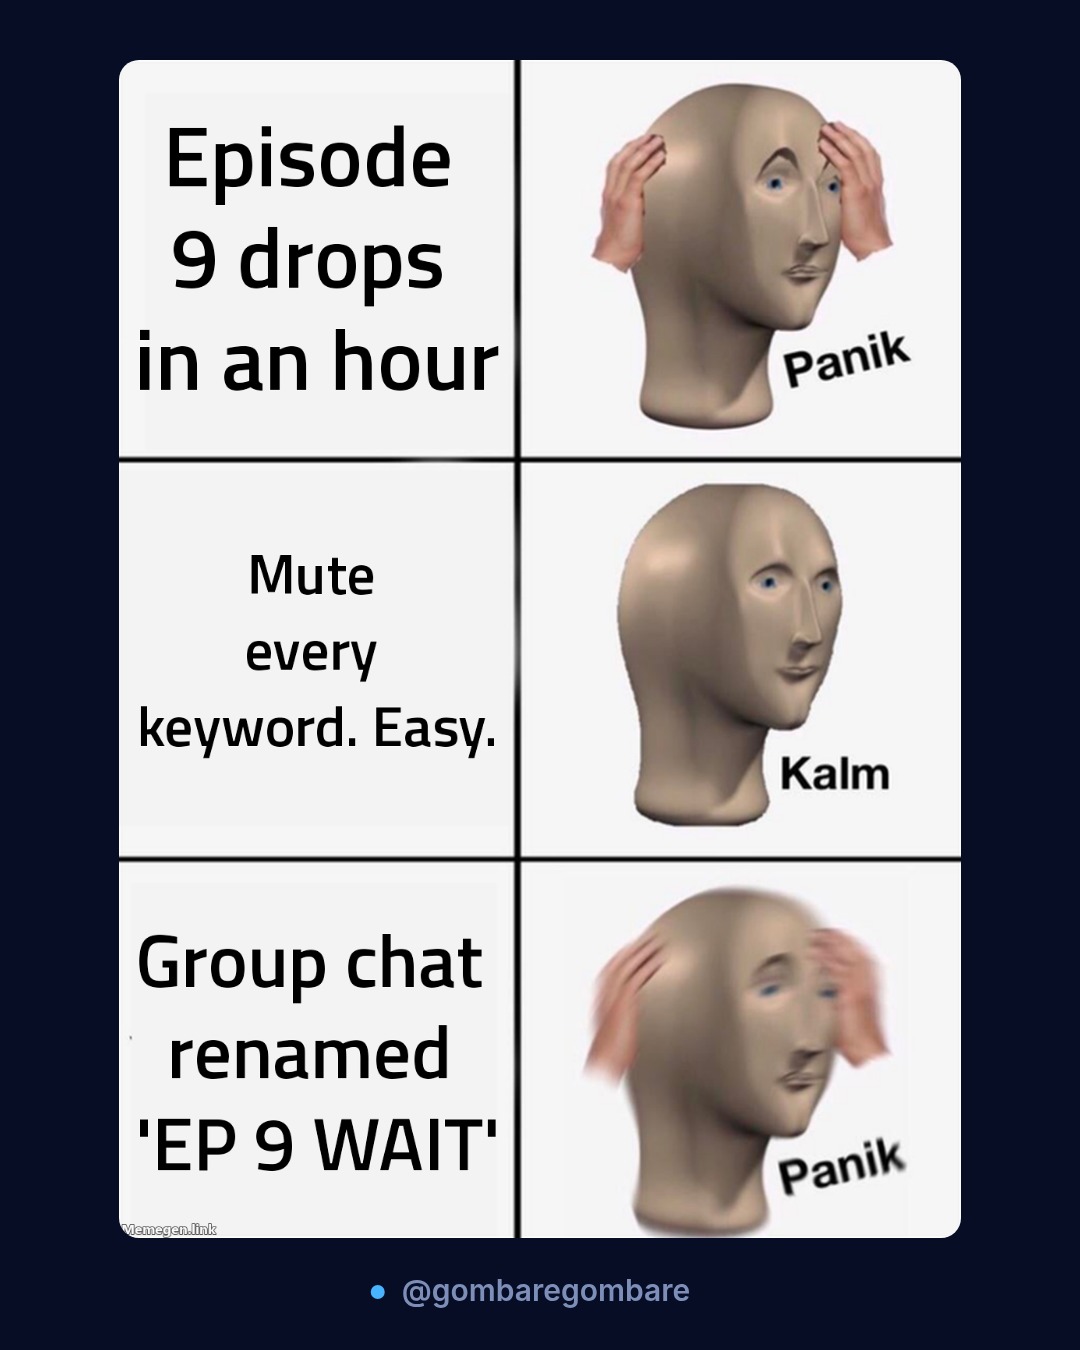 Episode
9 drops
in an hour
Panik
Mute
every
keyword. Easy.
Kalm
Group chat
renamed
'EP 9 WAIT'
Panik
Memegen.link
@gombaregombare